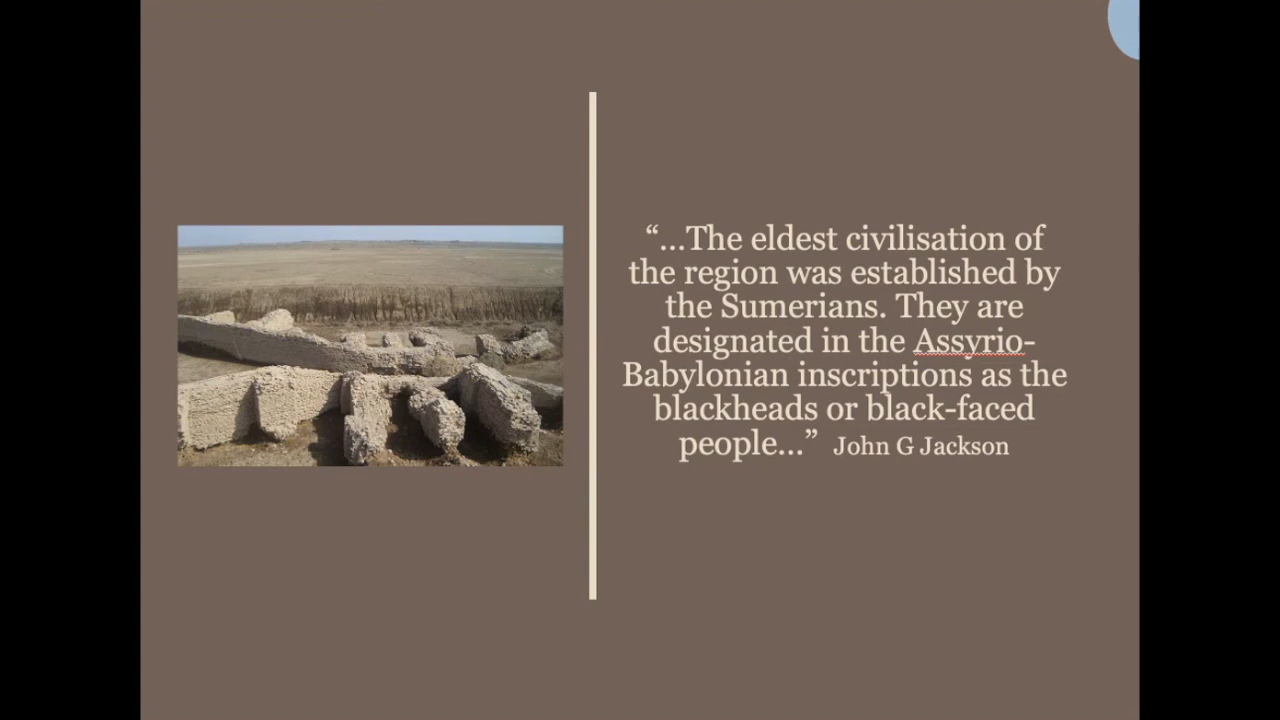 “...The eldest civilisation of
the region was established by
the Sumerians. They are
designated in the Assyrio-
Babylonian inscriptions as the
blackheads or black-faced
people...” John G Jackson